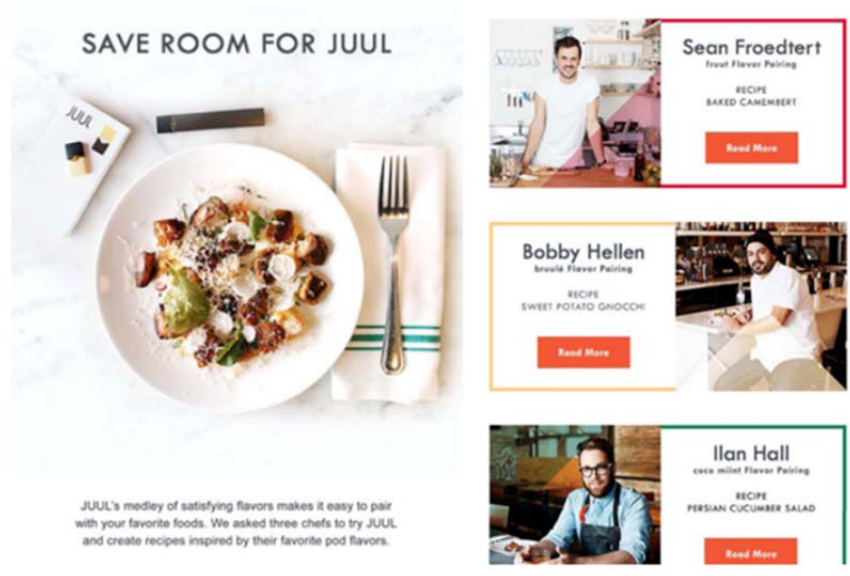 SAVE ROOM FOR JUUL
JUUL
JUUL's medley of satisfying flavors makes it easy to pair
with your favorite foods. We asked three chefs to try JUUL
and create recipes inspired by their favorite pod flavors.
Sean Froedtert
fruut Flavor Pairing
RECIPE
BAKED CAMEMBERT
Read More
Bobby Hellen
bruulé Flavor Pairing
RECIPE
SWEET POTATO GNOCCHI
Read More
Ilan Hall
coco miint Flavor Pairing
RECIPE
PERSIAN CUCUMBER SALAD
Read More